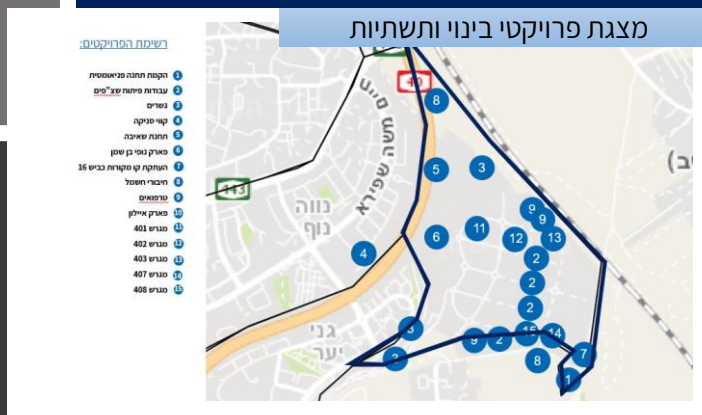 מצגת פרויקטי בינוי ותשתיות
רשימת הפרויקטים:
1 הקמת תחנה פניאומטית
2 עבודות פיתוח שצ"פים
3 גשרים
4 קווי סניקה
5 תחנת שאיבה
6 פארק נופי בן שמן
7 העתקת קו מקורות כביש 16
8 חיבורי חשמל
9 טרפואים
10 פארק איילון
11 מגרש 401
12 מגרש 402
13 מגרש 403
14 מגרש 407
15 מגרש 408
40
8
חיים משה שפירא
5
3
ב)
443
נווה
נוף
9
9
6
11
12
13
4
2
2
2
גני
יער
3
3
9
2
15
14
8
7
1